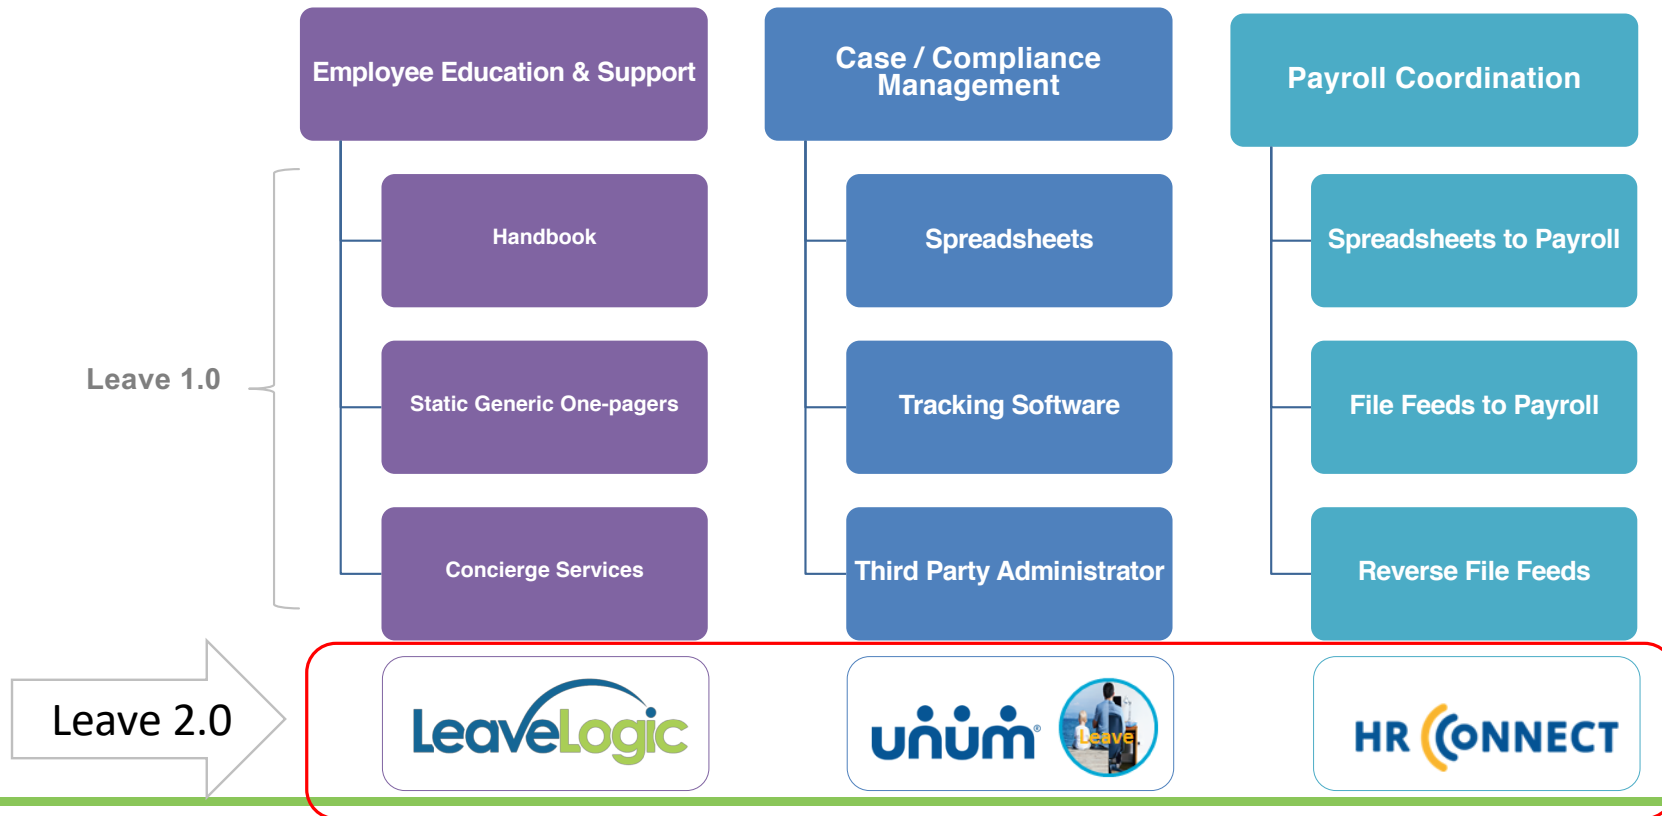 Employee Education & Support
Case / Compliance
Management
Payroll Coordination
Handbook
Spreadsheets
Spreadsheets to Payroll
Leave 1.0
Static Generic One-pagers
Tracking Software
File Feeds to Payroll
Concierge Services
Third Party Administrator
Reverse File Feeds
Leave 2.0
LeaveLogic
unum®
Leave
HR CONNECT